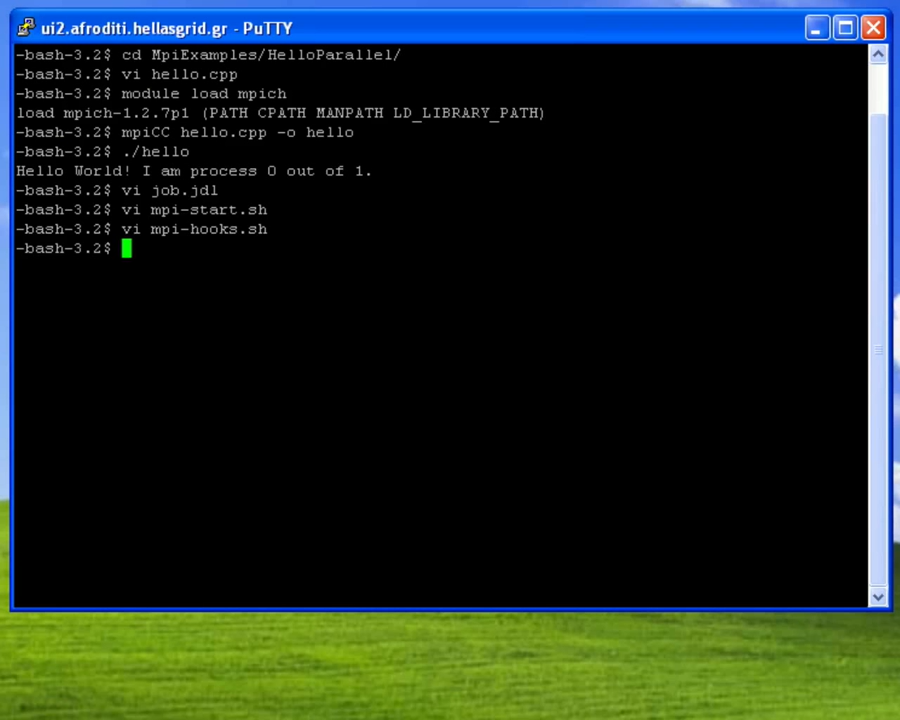 ui2.afroditi.hellasgrid.gr - PuTTY
-bash-3.2$ cd MpiExamples/HelloParallel/
-bash-3.2$ vi hello.cpp
-bash-3.2$ module load mpich
load mpich-1.2.7p1 (PATH CPATH MANPATH LD_LIBRARY_PATH)
-bash-3.2$ mpiCC hello.cpp -o hello
-bash-3.2$ ./hello
Hello World! I am process 0 out of 1.
-bash-3.2$ vi job.jdl
-bash-3.2$ vi mpi-start.sh
-bash-3.2$ vi mpi-hooks.sh
-bash-3.2$